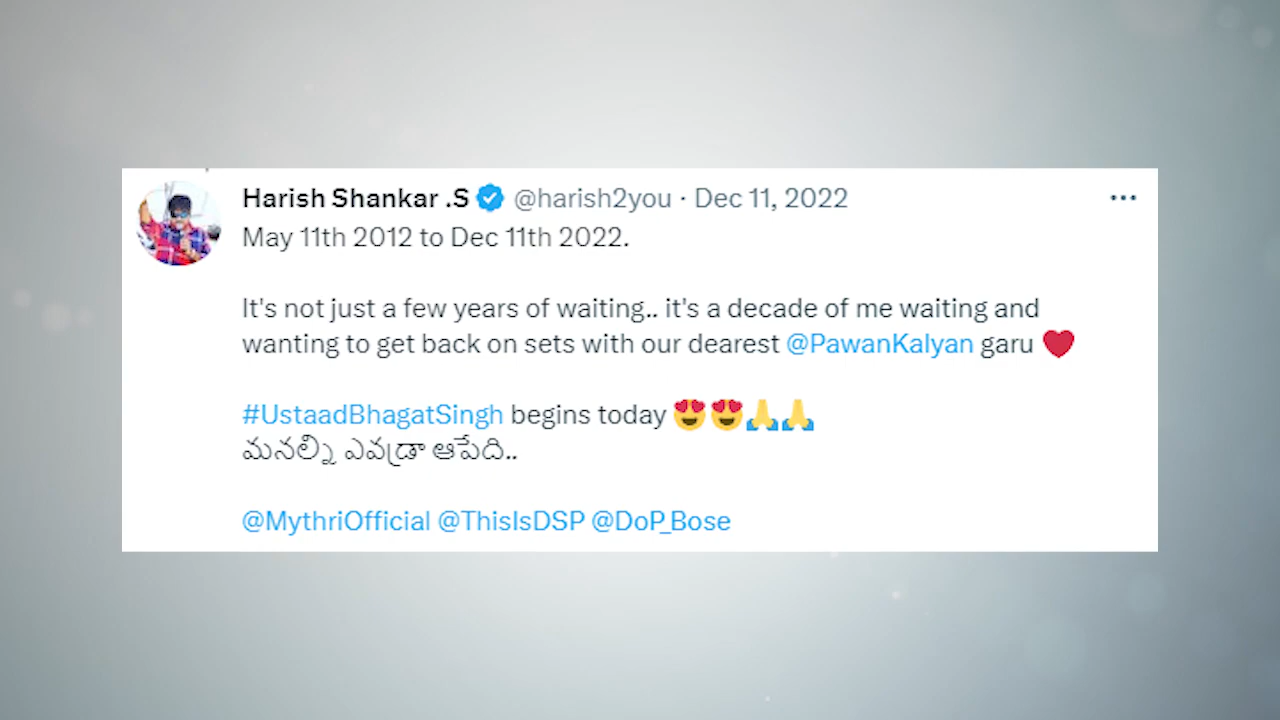 Harish Shankar .S @harish2you · Dec 11, 2022
May 11th 2012 to Dec 11th 2022.
It's not just a few years of waiting.. it's a decade of me waiting and
wanting to get back on sets with our dearest @PawanKalyan garu ❤️
#UstaadBhagatSingh begins today 😍😍🙏🙏
మనల్ని ఎవడ్రా ఆపేది..
@MythriOfficial @ThisIsDSP @DoP_Bose